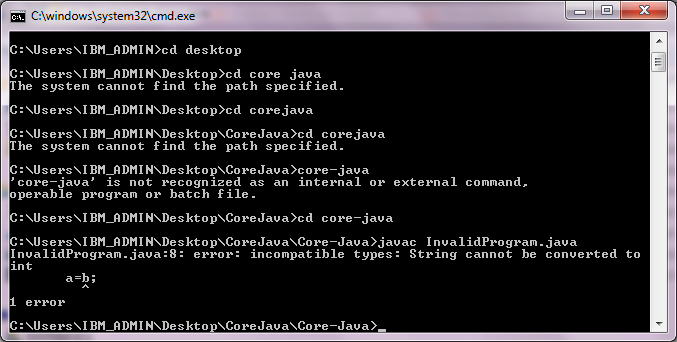 C:\windows\system32\cmd.exe
C:\Users\IBM_ADMIN>cd desktop
C:\Users\IBM_ADMIN\Desktop>cd core java
The system cannot find the path specified.
C:\Users\IBM_ADMIN\Desktop>cd corejava
C:\Users\IBM_ADMIN\Desktop\CoreJava>cd corejava
The system cannot find the path specified.
C:\Users\IBM_ADMIN\Desktop\CoreJava>core-java
'core-java' is not recognized as an internal or external command,
operable program or batch file.
C:\Users\IBM_ADMIN\Desktop\CoreJava>cd core-java
C:\Users\IBM_ADMIN\Desktop\CoreJava\Core-Java>javac InvalidProgram.java
InvalidProgram.java:8: error: incompatible types: String cannot be converted to
int
a=b;
^
1 error
C:\Users\IBM_ADMIN\Desktop\CoreJava\Core-Java>_